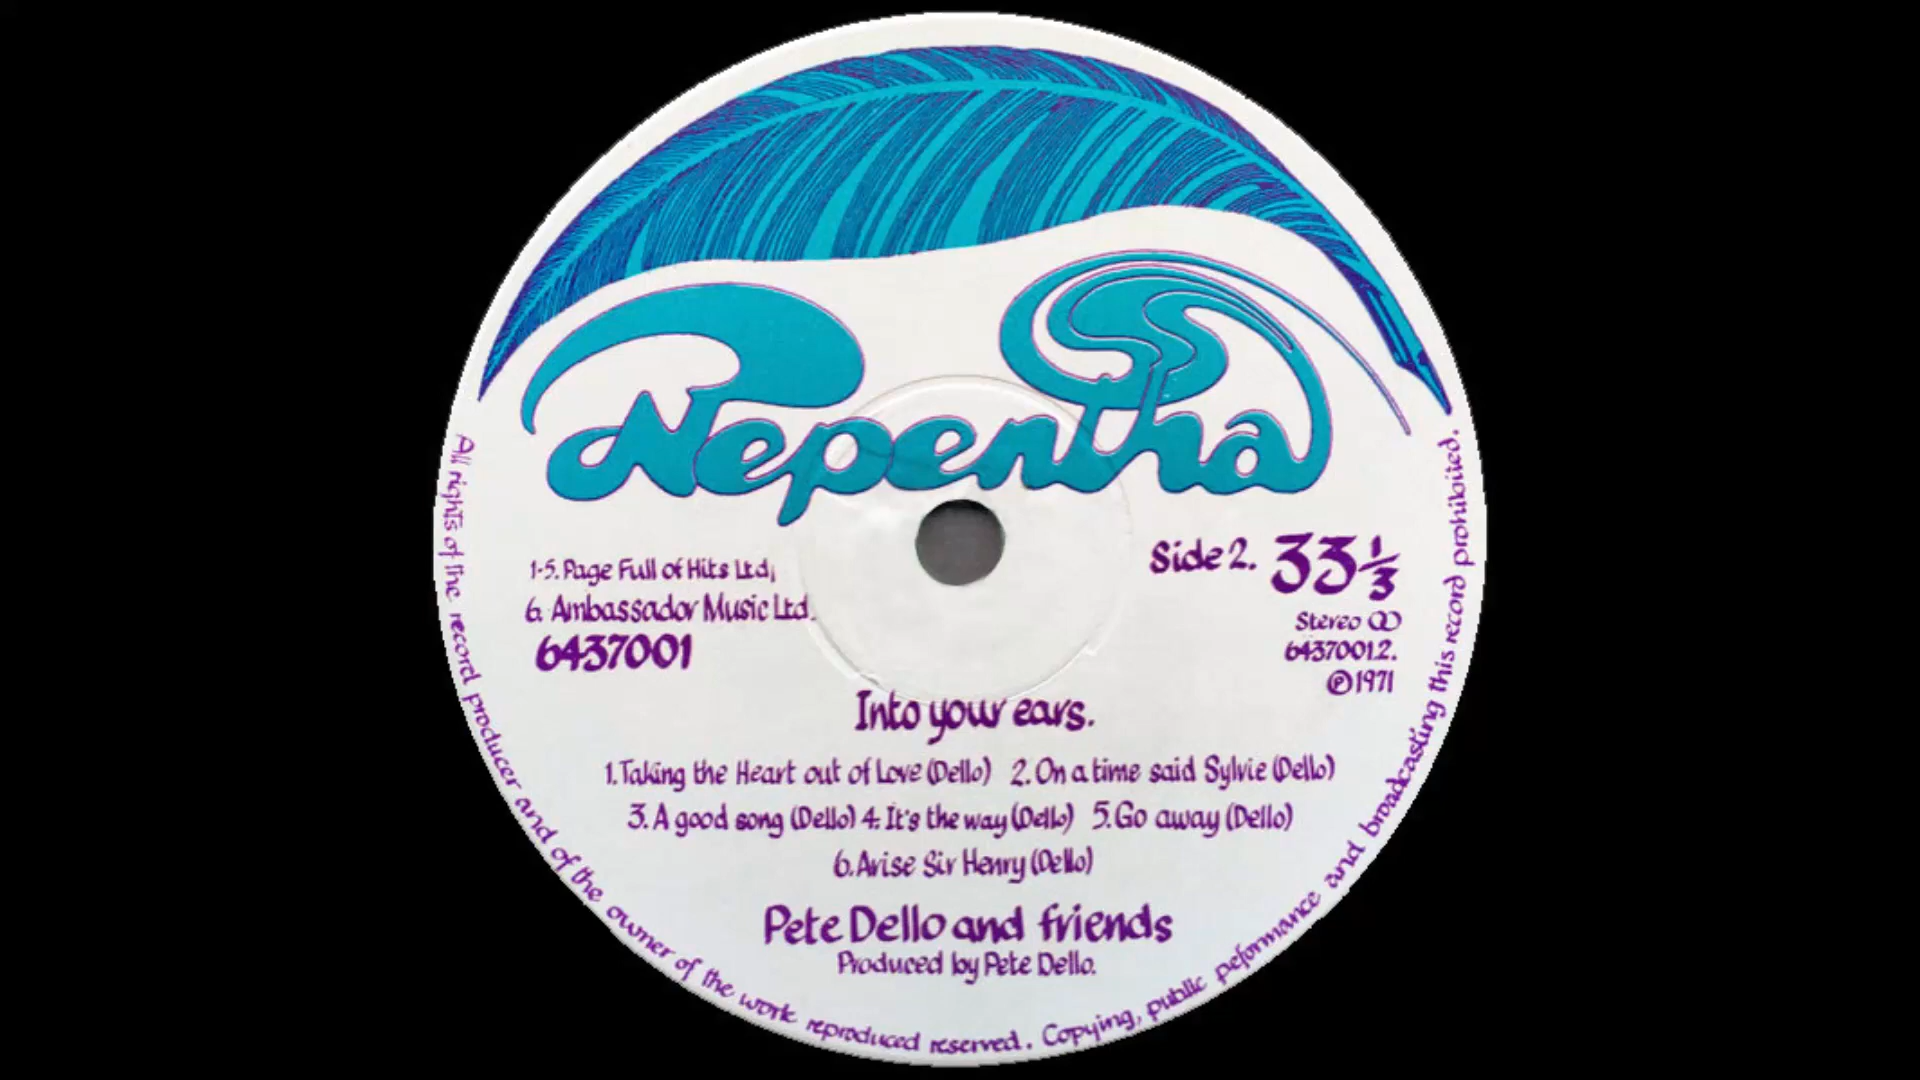 Nepentha
1-5. Page Full of Hits Ltd,
6. Ambassador Music Ltd.
6437001
Side 2. 33 1/3
Stereo
6437001.2.
℗1971
Into your ears.
1. Taking the Heart out of Love (Dello) 2. On a time said Sylvie (Dello)
3. A good song (Dello) 4. It's the way (Dello) 5. Go away (Dello)
6. Arise Sir Henry (Dello)
Pete Dello and friends
Produced by Pete Dello.
All rights of the record producer and of the owner of the work reproduced reserved. Copying, public peformance and broadcasting this record prohibited.